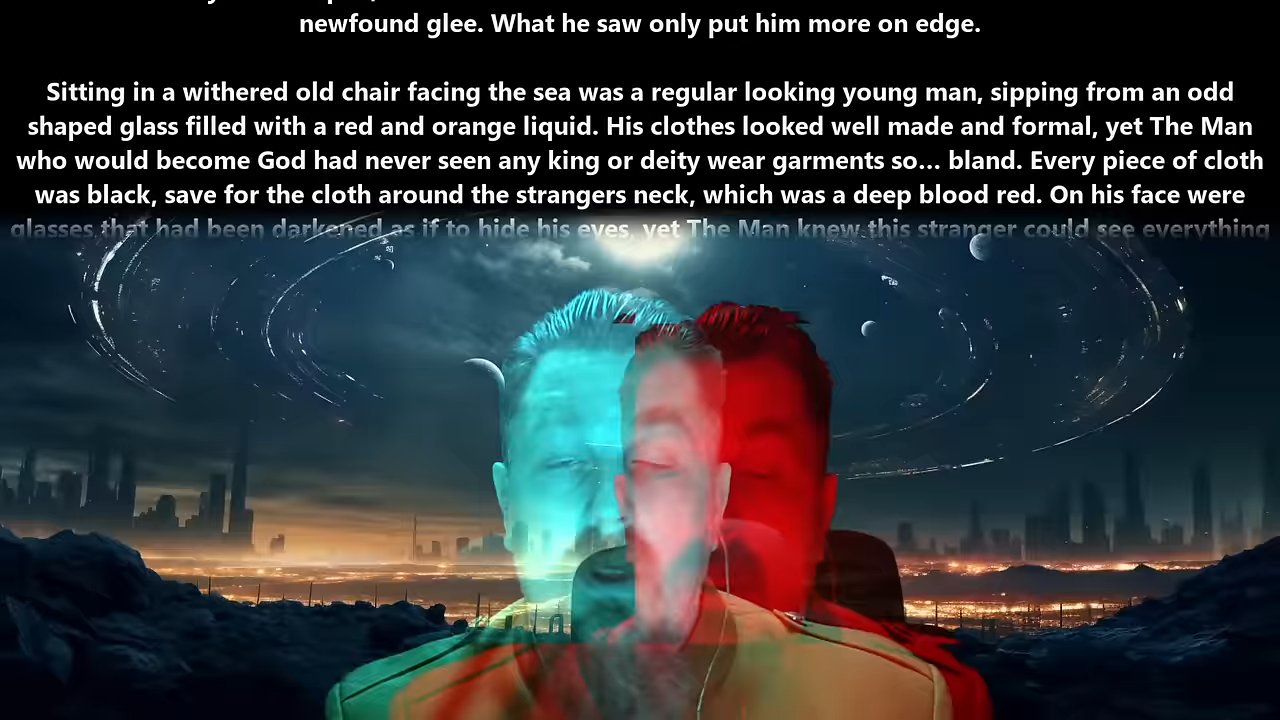 newfound glee. What he saw only put him more on edge.
Sitting in a withered old chair facing the sea was a regular looking young man, sipping from an odd
shaped glass filled with a red and orange liquid. His clothes looked well made and formal, yet The Man
who would become God had never seen any king or deity wear garments so... bland. Every piece of cloth
was black, save for the cloth around the strangers neck, which was a deep blood red. On his face were
glasses that had been darkened as if to hide his eyes, yet The Man knew this stranger could see everything